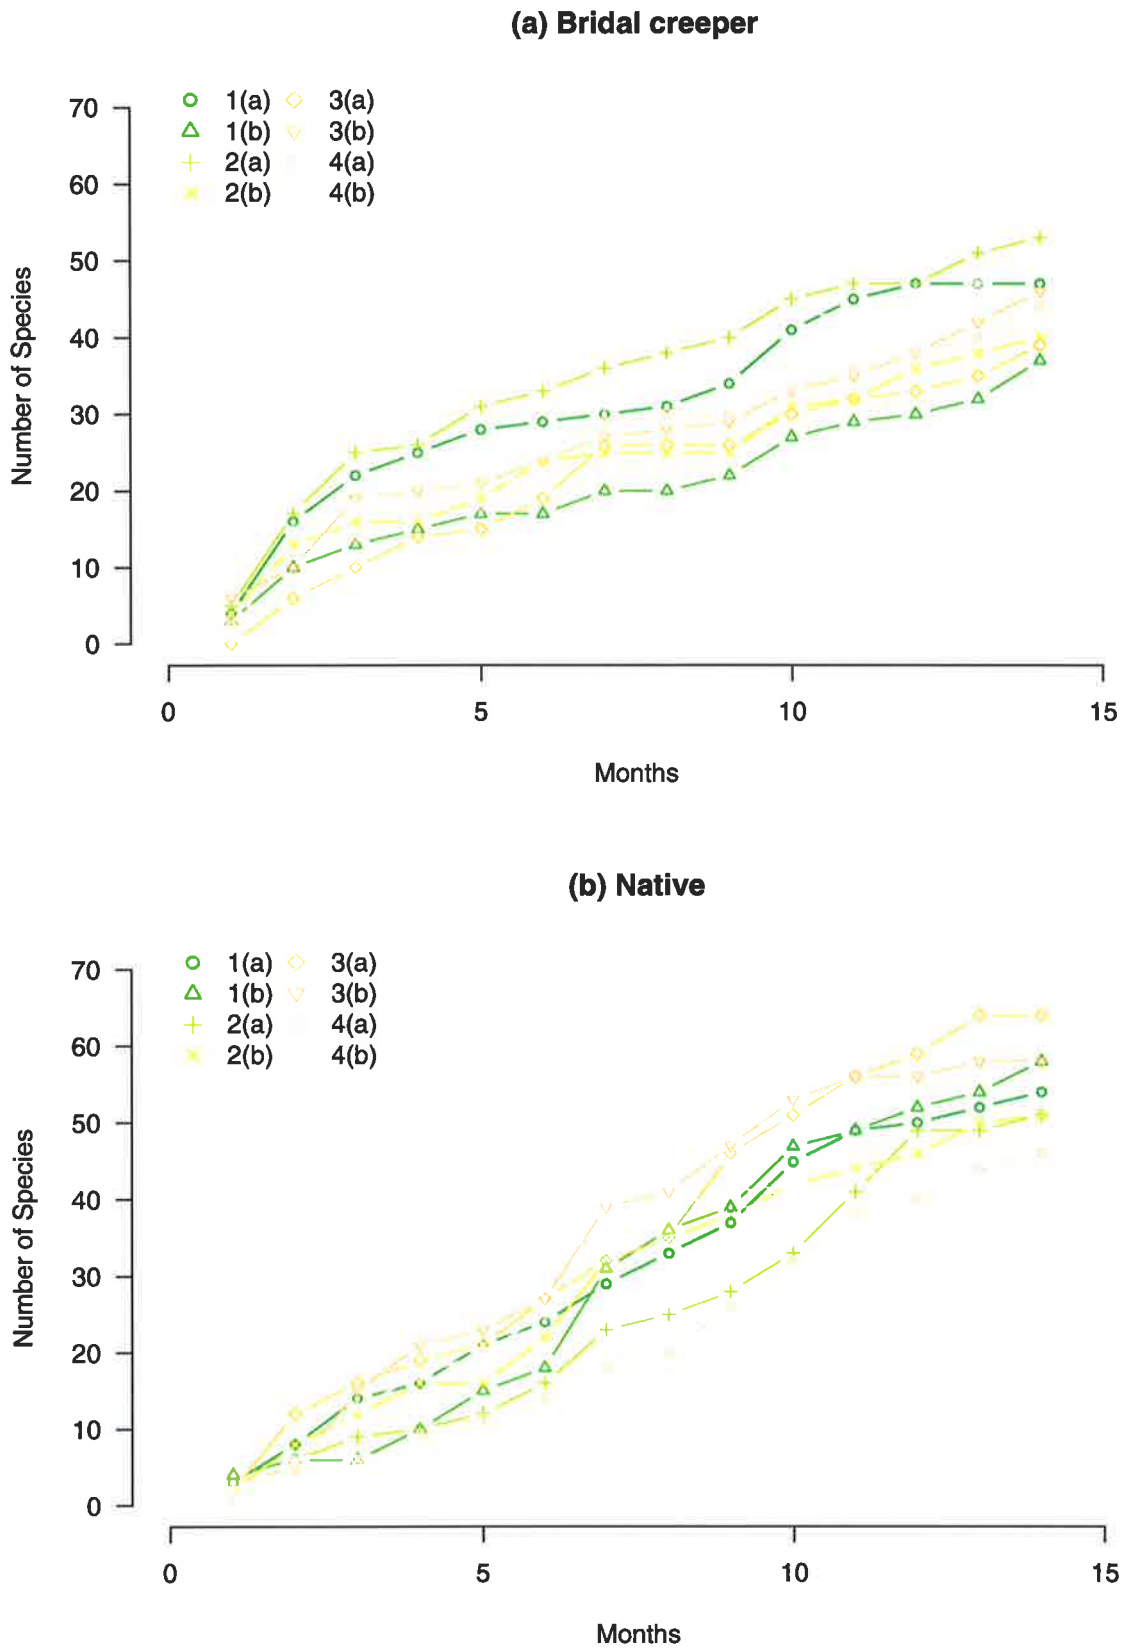 (a) Bridal creeper
1(a) 3(a)
1(b) 3(b)
2(a) 4(a)
2(b) 4(b)
70
60
50
40
30
20
10
0
Number of Species
0 5 10 15
Months
(b) Native
1(a) 3(a)
1(b) 3(b)
2(a) 4(a)
2(b) 4(b)
70
60
50
40
30
20
10
0
Number of Species
0 5 10 15
Months